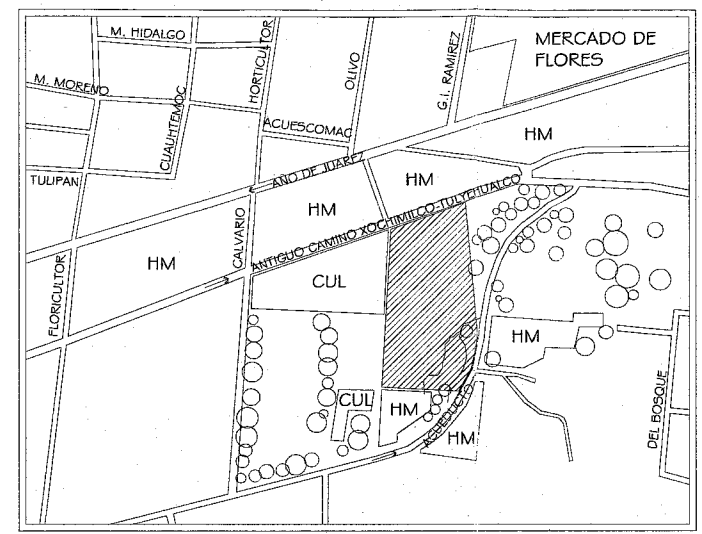 M. HIDALGO
MERCADO DE
FLORES
HORTICULTOR
OLIVO
G.I. RAMIREZ
M. MORENO
CUAUHTEMOC
ACUESCOMAC
HM
TULIPAN
AÑO DE JUAREZ
HM
HM
ANTIGUO CAMINO XOCHIMILCO-TULYEHUALCO
CALVARIO
HM
FLORICULTOR
CUL
HM
CUL
HM
ACUEDUCTO
HM
DEL BOSQUE